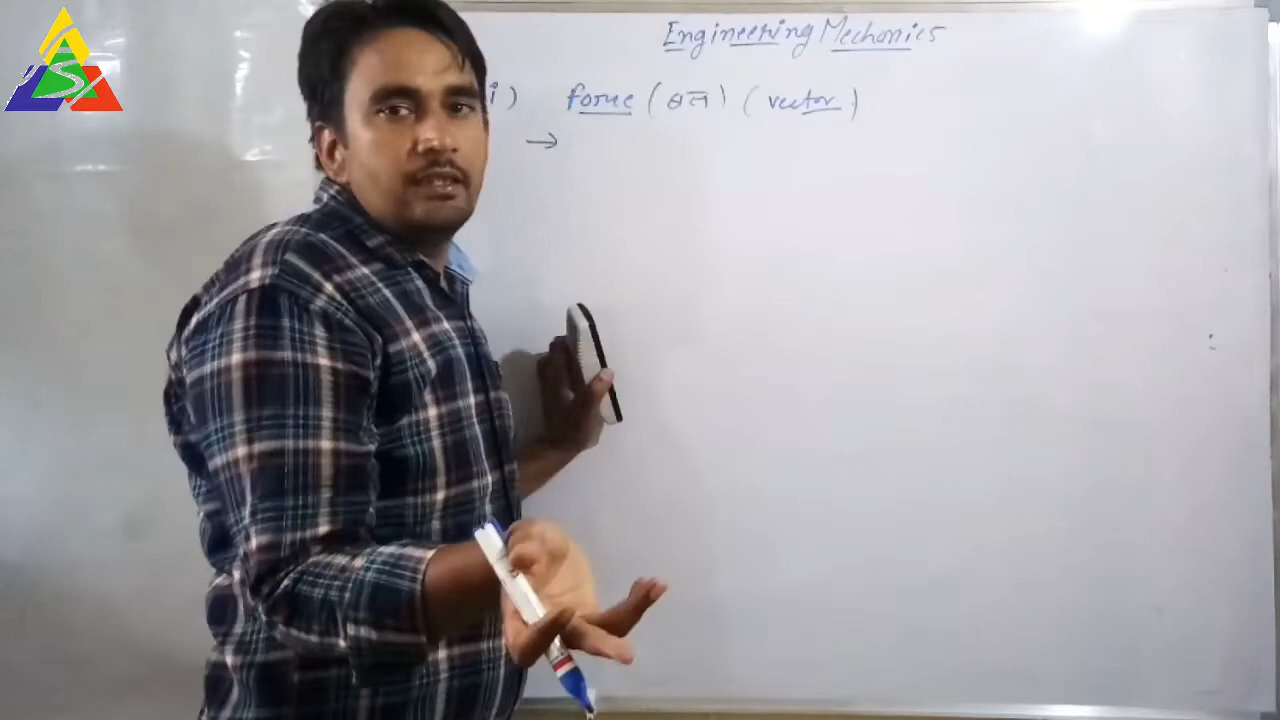 Engineering Mechanics
i) force (बल) (vector)
→